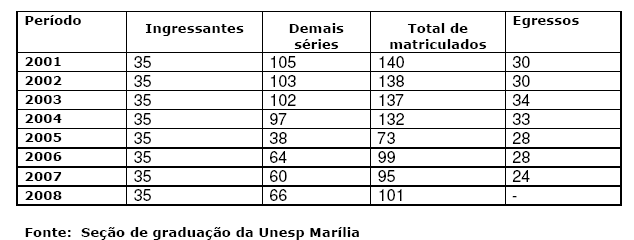 Período Ingressantes Demais séries Total de matriculados Egressos
2001 35 105 140 30
2002 35 103 138 30
2003 35 102 137 34
2004 35 97 132 33
2005 35 38 73 28
2006 35 64 99 28
2007 35 60 95 24
2008 35 66 101 -
Fonte: Seção de graduação da Unesp Marília